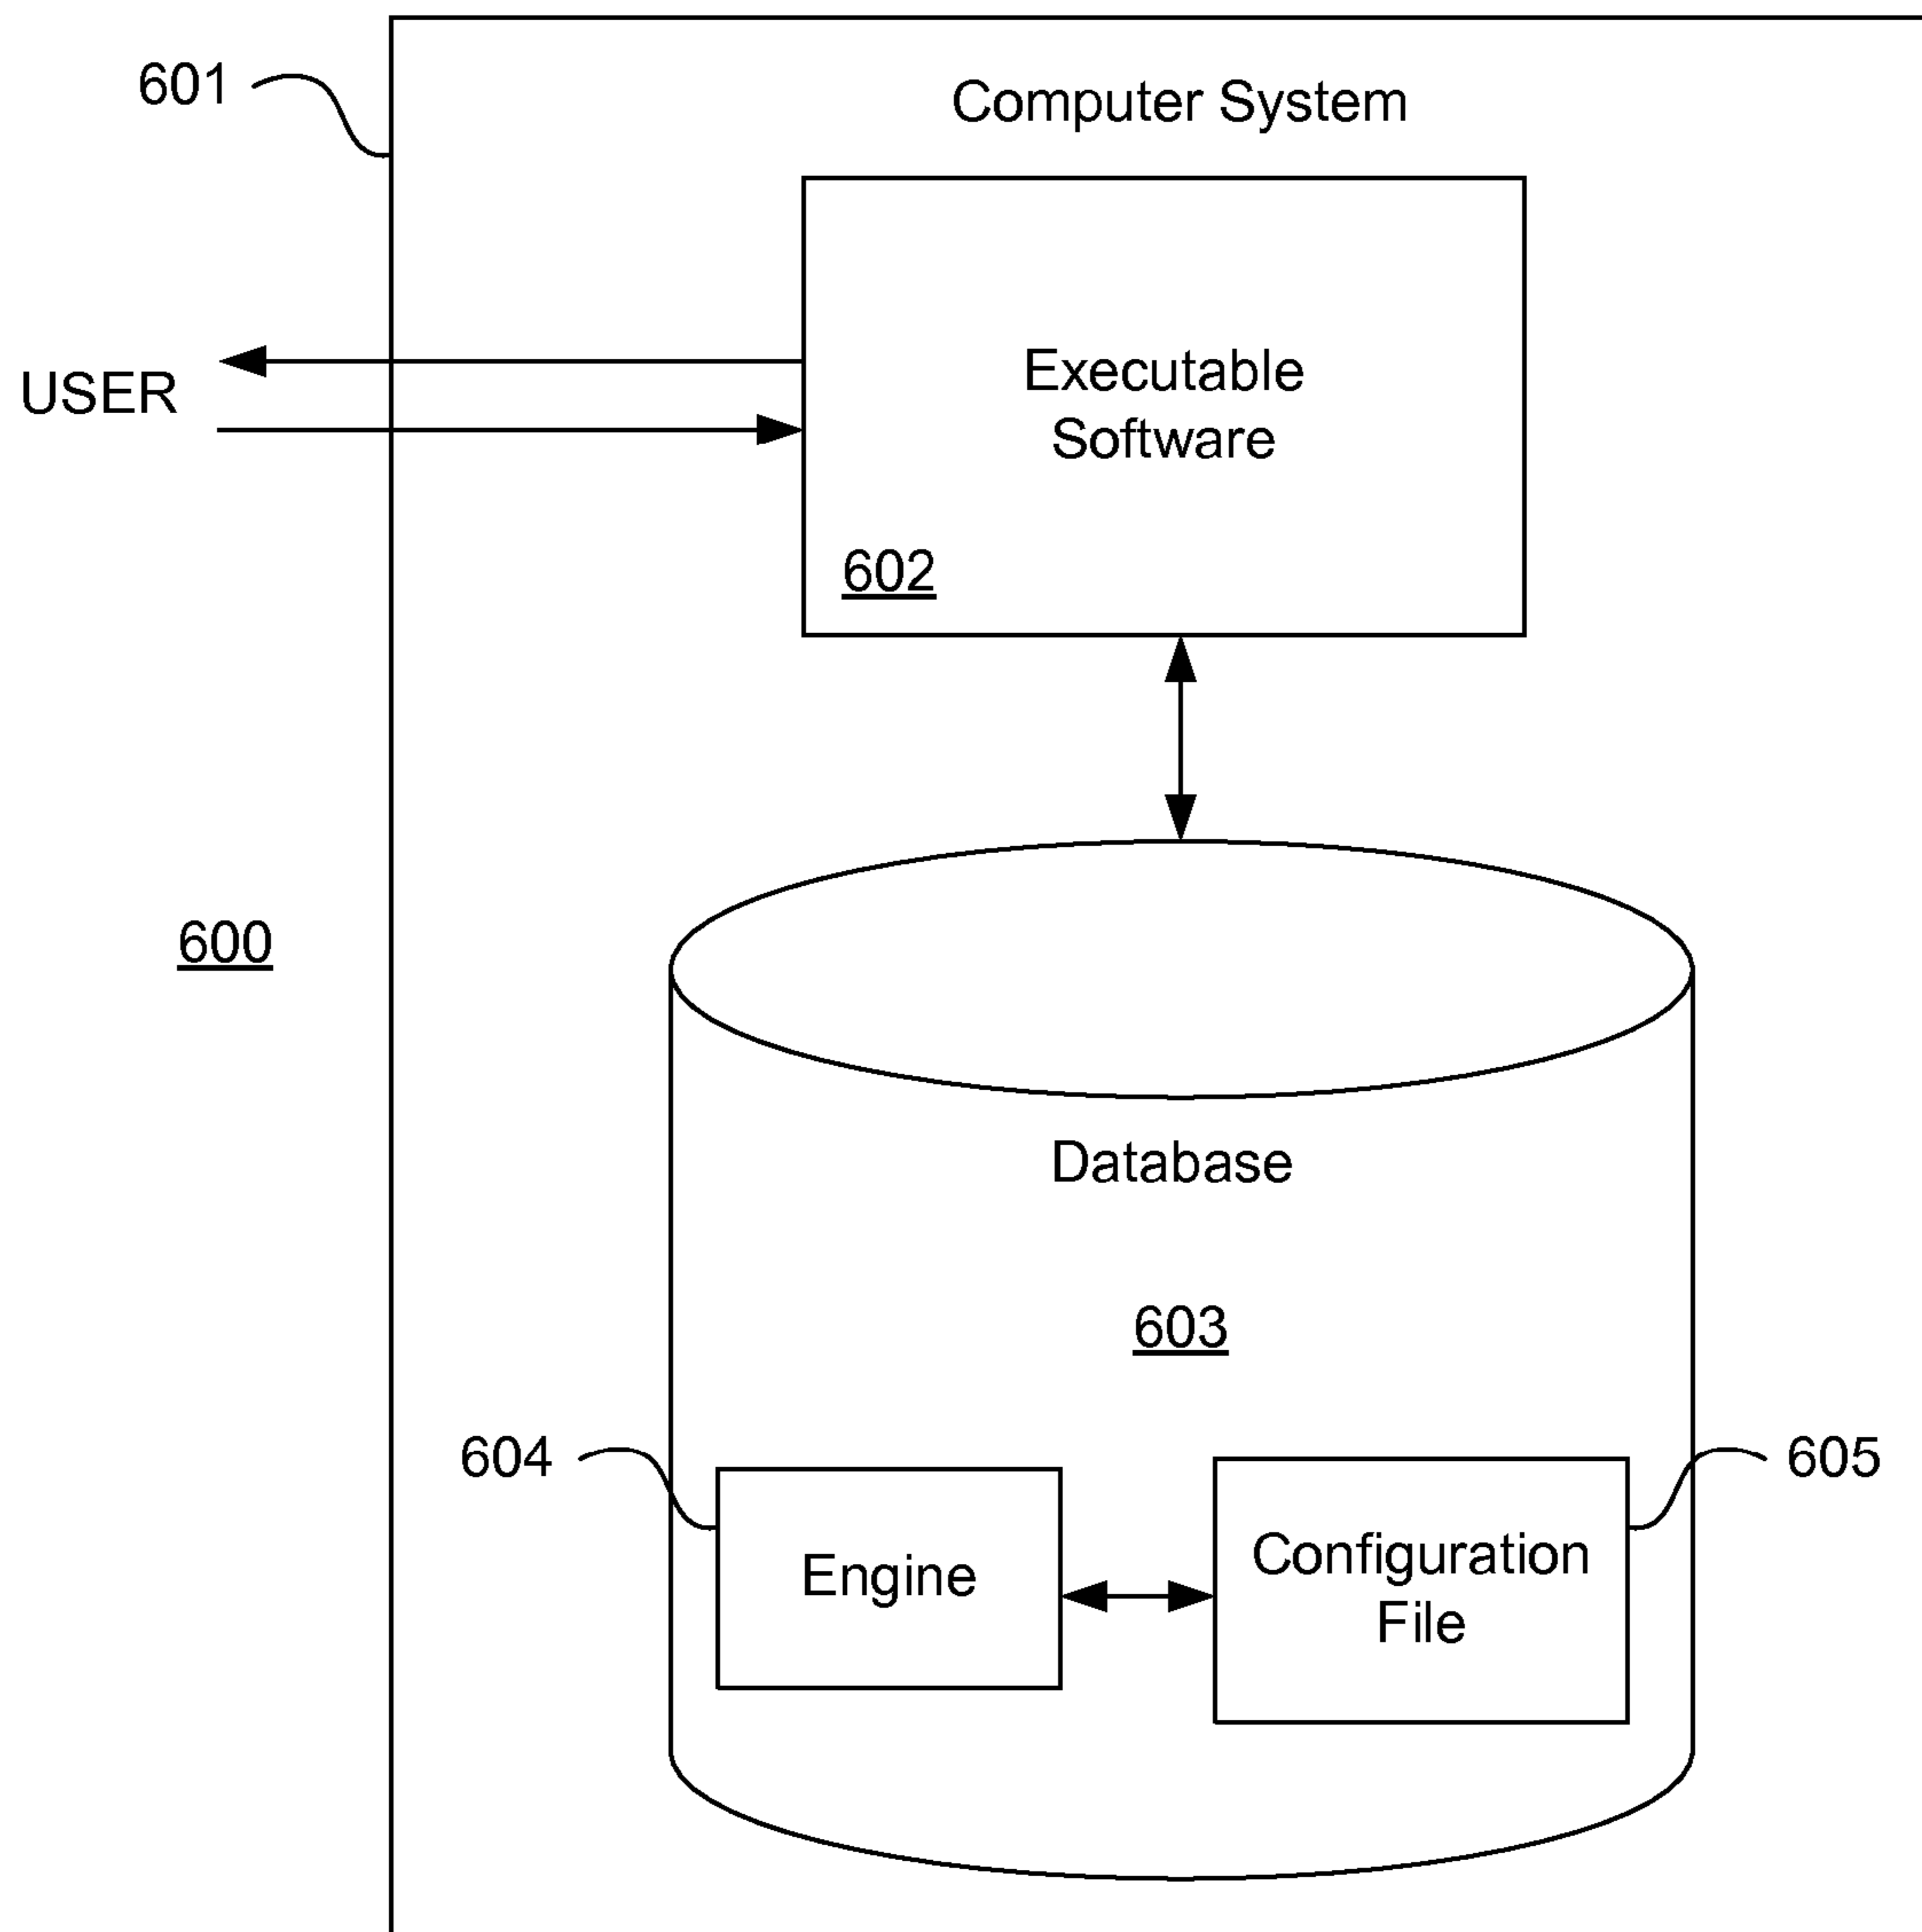 601
Computer System
USER
Executable
Software
602
600
Database
603
604
605
Engine
Configuration
File